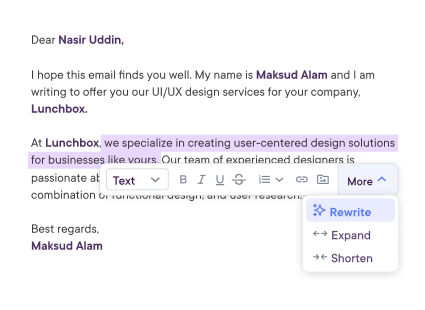 Dear Nasir Uddin,
I hope this email finds you well. My name is Maksud Alam and I am
writing to offer you our UI/UX design services for your company,
Lunchbox.
At Lunchbox, we specialize in creating user-centered design solutions
for businesses like yours. Our team of experienced designers is
passionate
Text B I U S More
combination of functional design, and user research.
Rewrite
Best regards,
Expand
Maksud Alam
Shorten